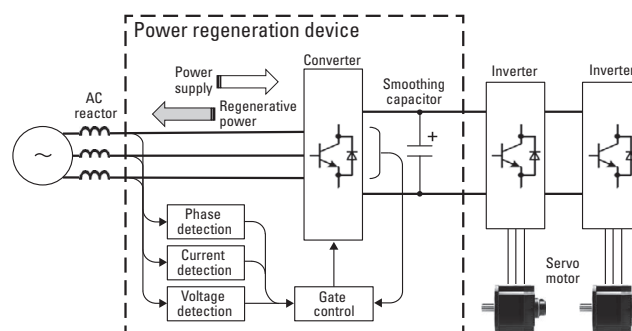 Power regeneration device
Converter
Inverter
Inverter
Power
supply
Smoothing
capacitor
AC
reactor
Regenerative
power
~
+
Phase
detection
Current
detection
Voltage
detection
Gate
control
Servo
motor